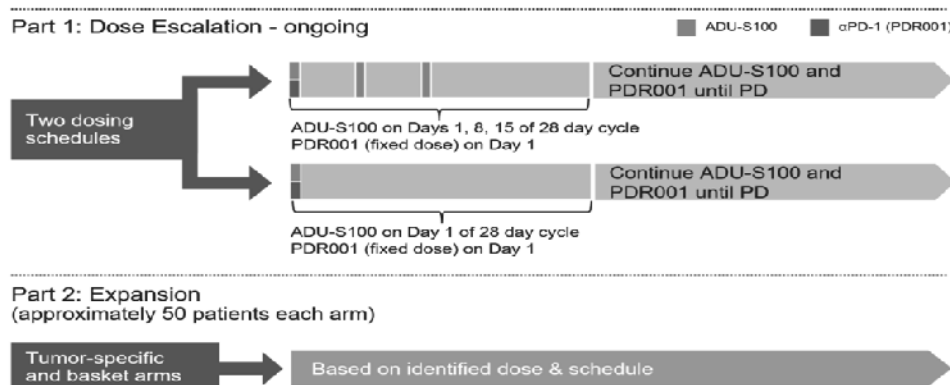 Part 1: Dose Escalation - ongoing
ADU-S100
αPD-1 (PDR001)
Two dosing
schedules
Continue ADU-S100 and
PDR001 until PD
ADU-S100 on Days 1, 8, 15 of 28 day cycle
PDR001 (fixed dose) on Day 1
Continue ADU-S100 and
PDR001 until PD
ADU-S100 on Day 1 of 28 day cycle
PDR001 (fixed dose) on Day 1
Part 2: Expansion
(approximately 50 patients each arm)
Tumor-specific
and basket arms
Based on identified dose & schedule